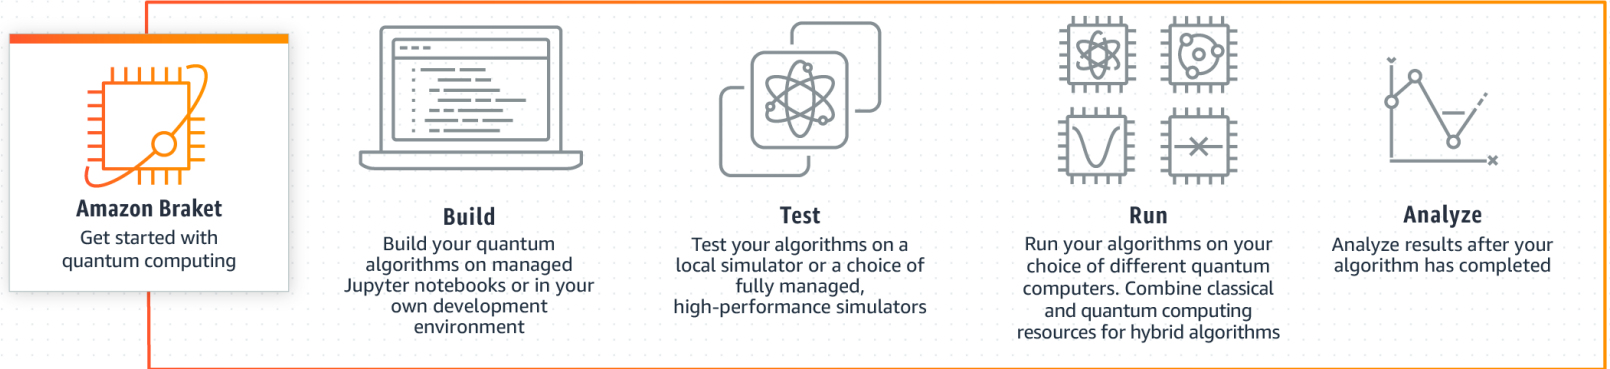 Amazon Braket
Get started with
quantum computing
Build
Build your quantum
algorithms on managed
Jupyter notebooks or in your
own development
environment
Test
Test your algorithms on a
local simulator or a choice of
fully managed,
high-performance simulators
Run
Run your algorithms on your
choice of different quantum
computers. Combine classical
and quantum computing
resources for hybrid algorithms
Analyze
Analyze results after your
algorithm has completed